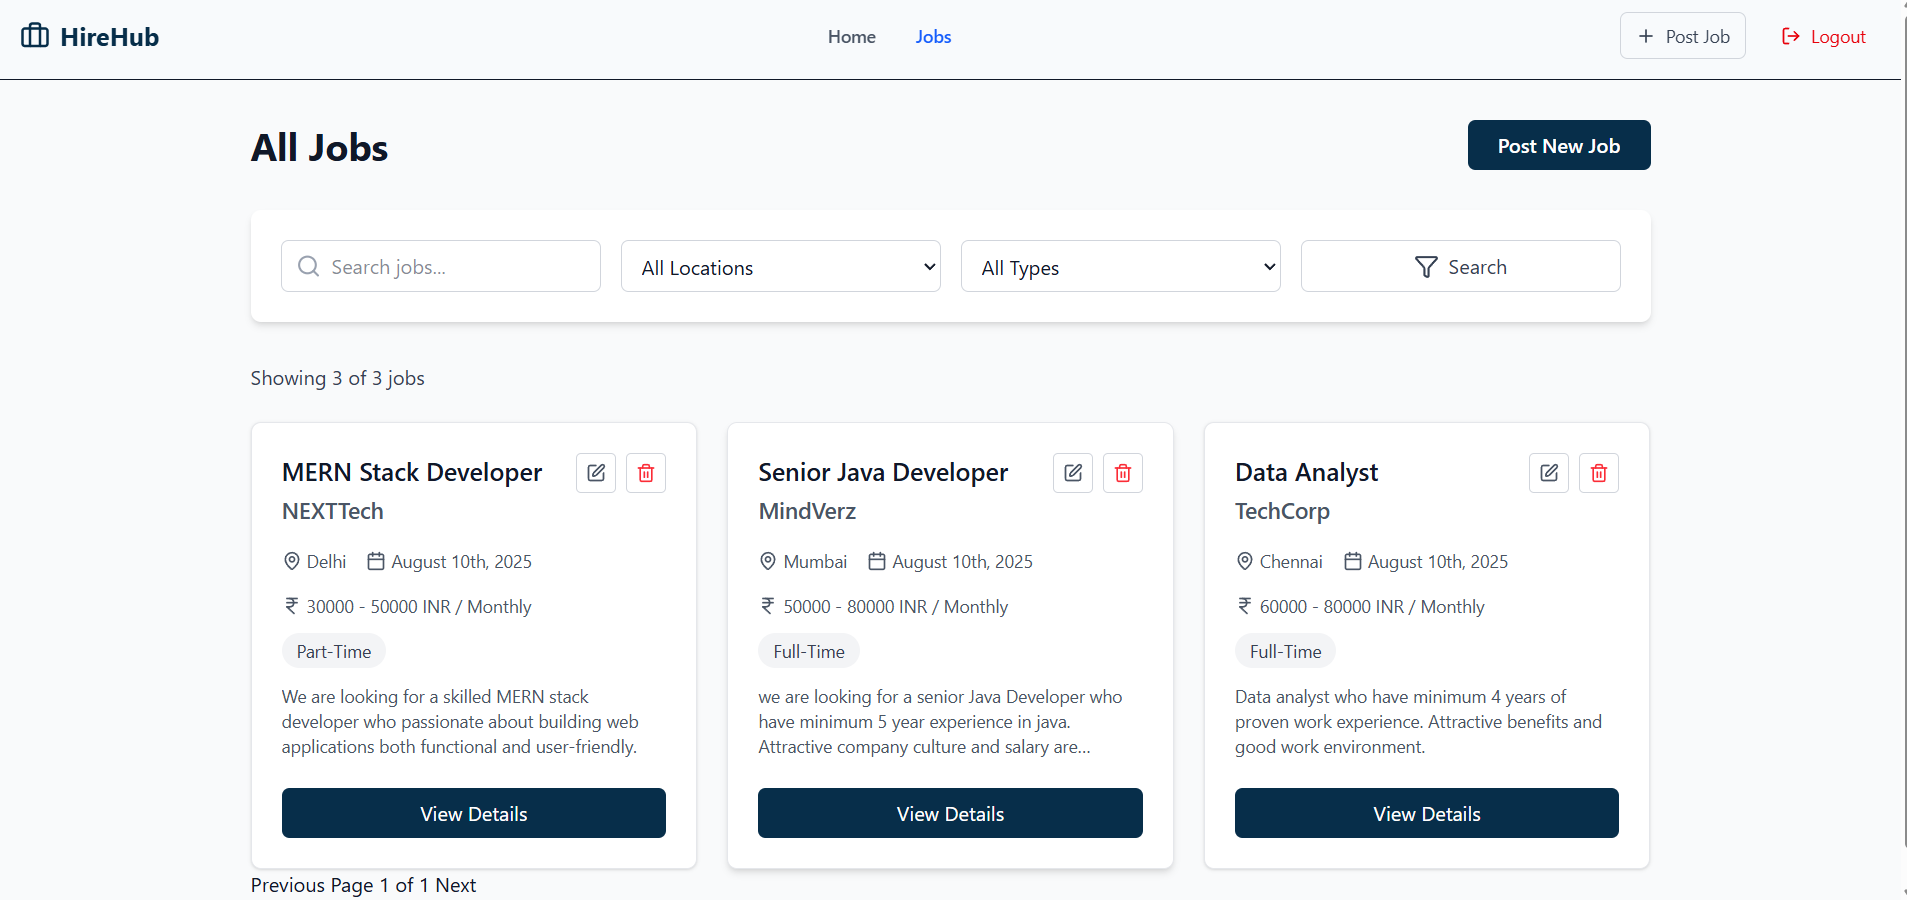 HireHub
Home Jobs
Post Job Logout
All Jobs
Post New Job
Search jobs...
All Locations
All Types
Search
Showing 3 of 3 jobs
MERN Stack Developer
NEXTTech
Delhi August 10th, 2025
₹ 30000 - 50000 INR / Monthly
Part-Time
We are looking for a skilled MERN stack
developer who passionate about building web
applications both functional and user-friendly.
View Details
Senior Java Developer
MindVerz
Mumbai August 10th, 2025
₹ 50000 - 80000 INR / Monthly
Full-Time
we are looking for a senior Java Developer who
have minimum 5 year experience in java.
Attractive company culture and salary are...
View Details
Data Analyst
TechCorp
Chennai August 10th, 2025
₹ 60000 - 80000 INR / Monthly
Full-Time
Data analyst who have minimum 4 years of
proven work experience. Attractive benefits and
good work environment.
View Details
Previous Page 1 of 1 Next